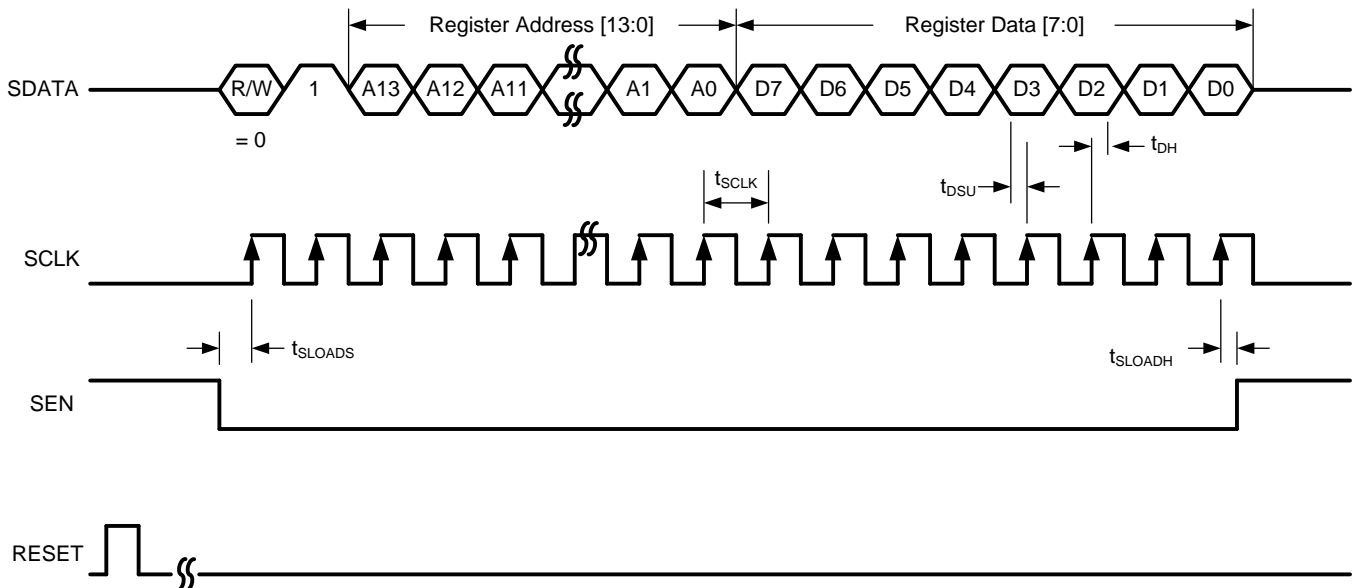 Register Address [13:0] Register Data [7:0]
SDATA R/W 1 A13 A12 A11 A1 A0 D7 D6 D5 D4 D3 D2 D1 D0
= 0
tDH
tSCLK
tDSU
SCLK
tSLOADS
tSLOADH
SEN
RESET